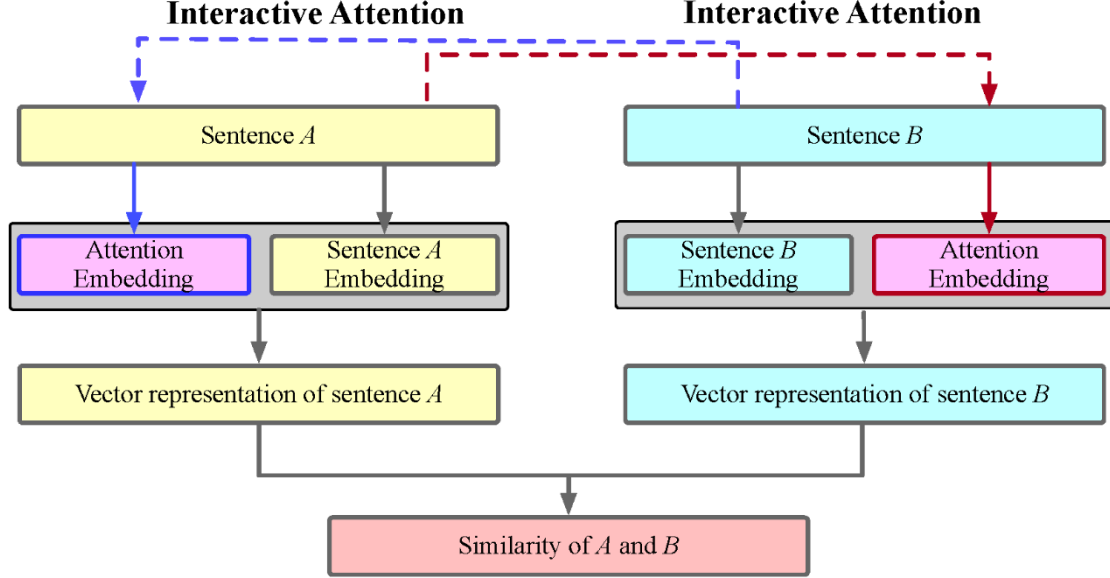 Interactive Attention
Interactive Attention
Sentence A
Sentence B
Attention
Embedding
Sentence A
Embedding
Sentence B
Embedding
Attention
Embedding
Vector representation of sentence A
Vector representation of sentence B
Similarity of A and B